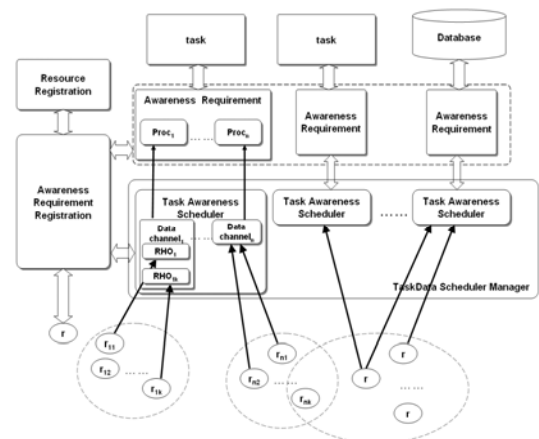 task
task
Database
Resource
Registration
Awareness Requirement
Proc1
......
Procn
Awareness
Requirement
Awareness
Requirement
Awareness
Requirement
Registration
Task Awareness
Scheduler
Data
channel1
......
Data
channeln
RHO1
RHO1k
Task Awareness
Scheduler
......
Task Awareness
Scheduler
TaskData Scheduler Manager
r
r11
r12
......
r1k
rn1
rn2
......
rnk
r
r
......
r